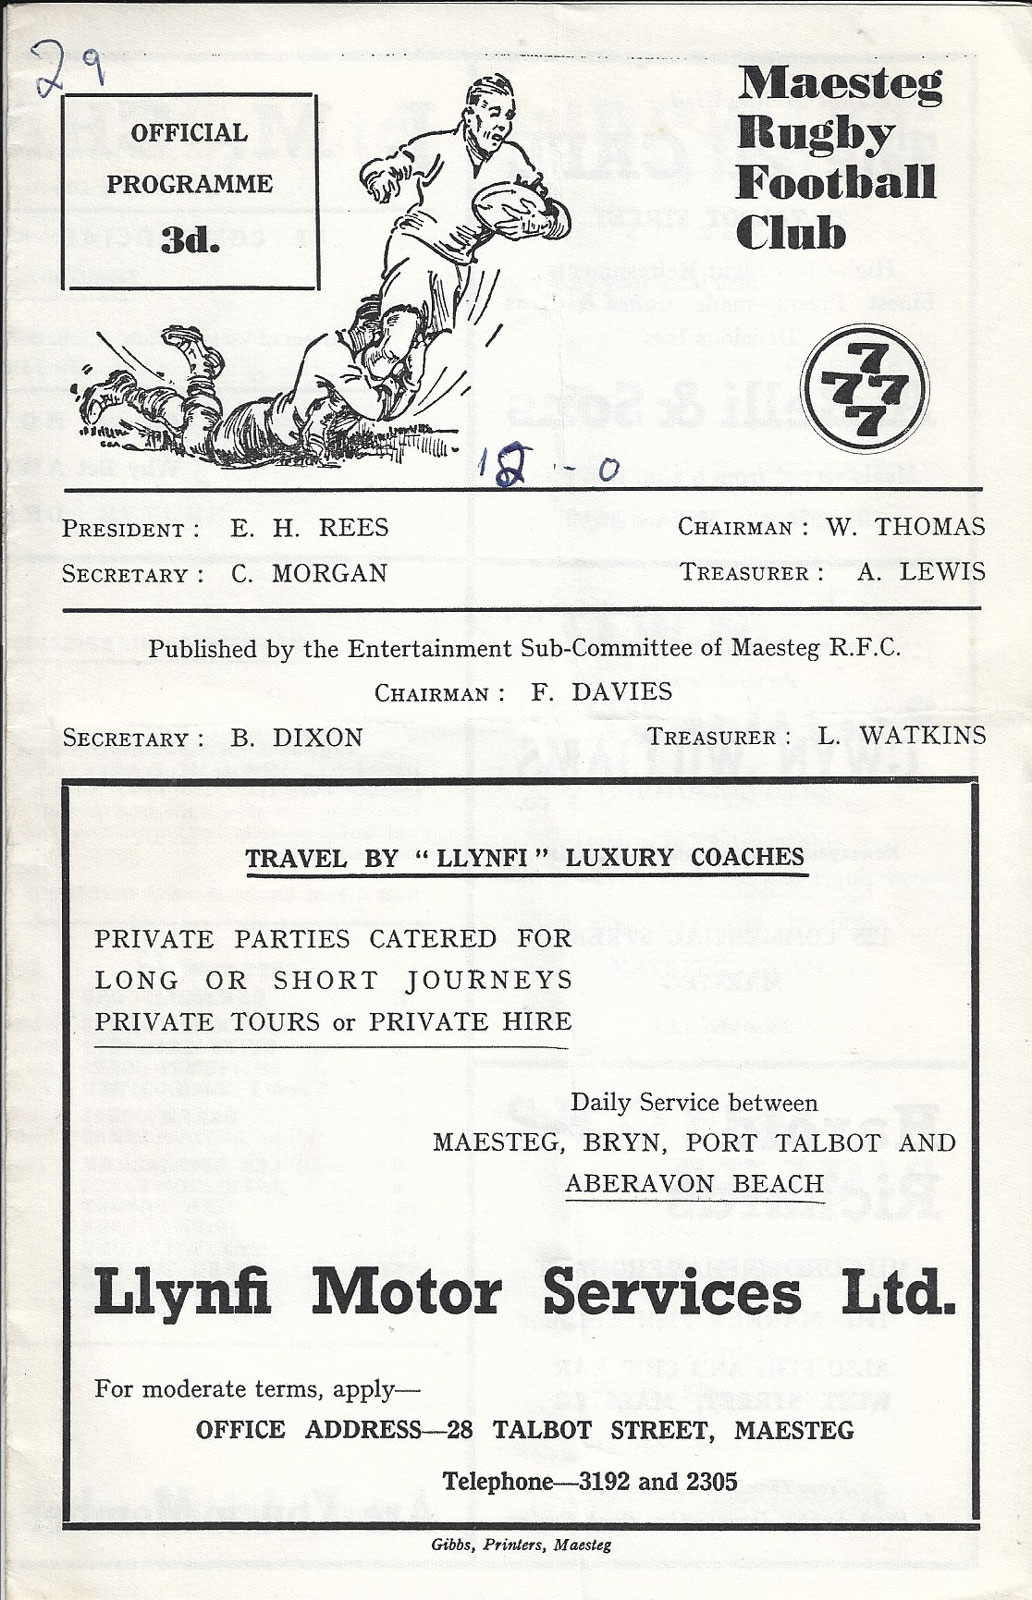 29
OFFICIAL
PROGRAMME
3d.
Maesteg
Rugby
Football
Club
7
777
7
12 - 0
PRESIDENT : E. H. REES
CHAIRMAN : W. THOMAS
SECRETARY : C. MORGAN
TREASURER : A. LEWIS
Published by the Entertainment Sub-Committee of Maesteg R.F.C.
CHAIRMAN : F. DAVIES
SECRETARY : B. DIXON
TREASURER : L. WATKINS
TRAVEL BY “ LLYNFI ” LUXURY COACHES
PRIVATE PARTIES CATERED FOR
LONG OR SHORT JOURNEYS
PRIVATE TOURS or PRIVATE HIRE
Daily Service between
MAESTEG, BRYN, PORT TALBOT AND
ABERAVON BEACH
Llynfi Motor Services Ltd.
For moderate terms, apply—
OFFICE ADDRESS—28 TALBOT STREET, MAESTEG
Telephone—3192 and 2305
Gibbs, Printers, Maesteg